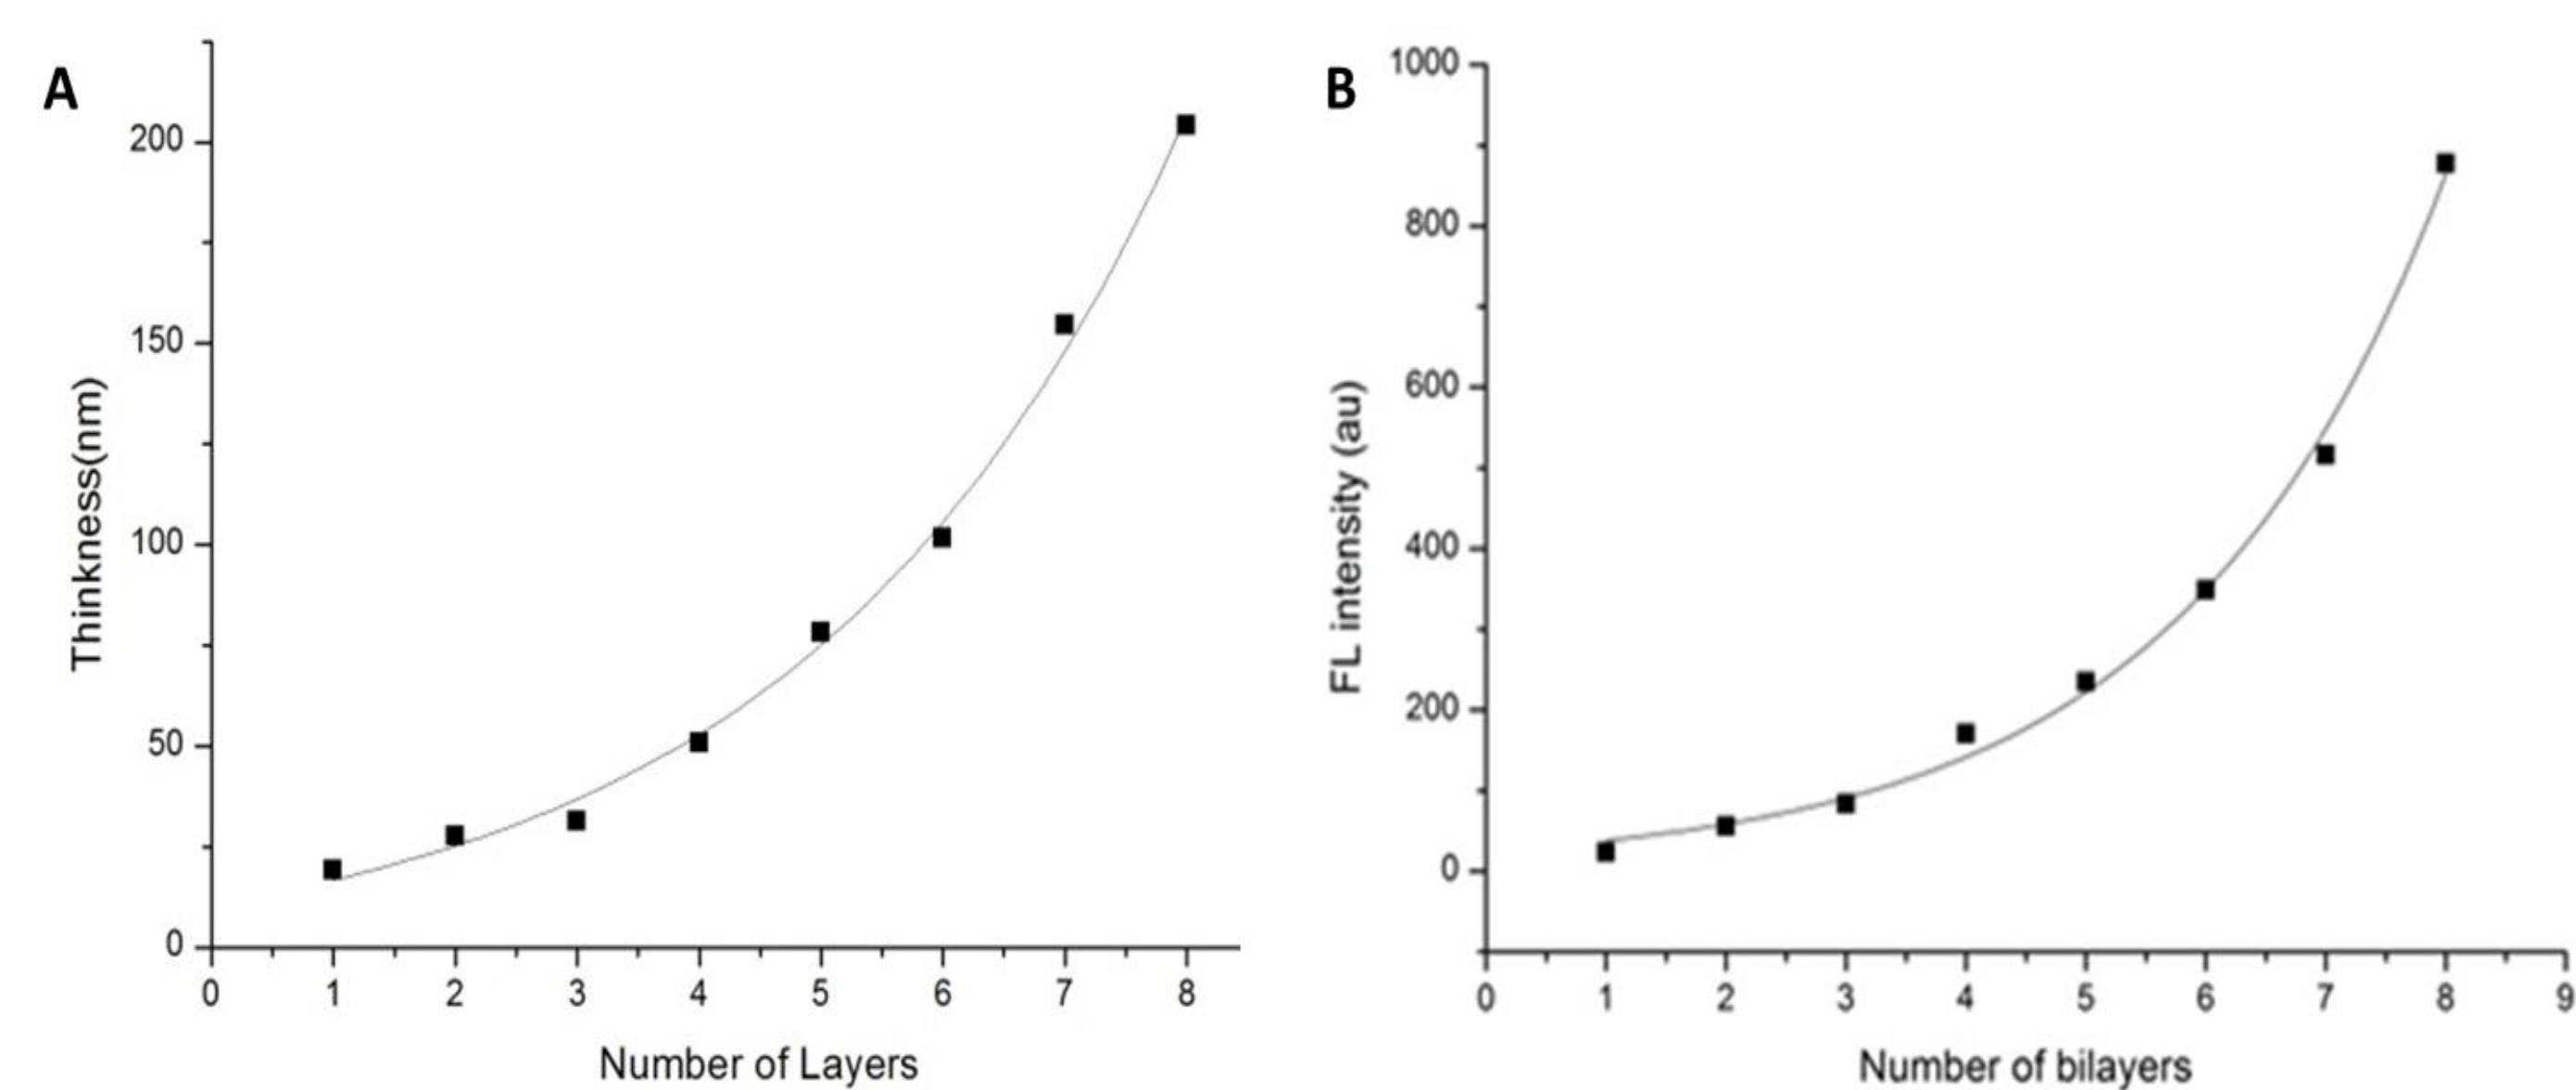 A
200
150
100
50
0
Thinkness(nm)
0 1 2 3 4 5 6 7 8
Number of Layers
B
1000
800
600
400
200
0
FL intensity (au)
0 1 2 3 4 5 6 7 8 9
Number of bilayers